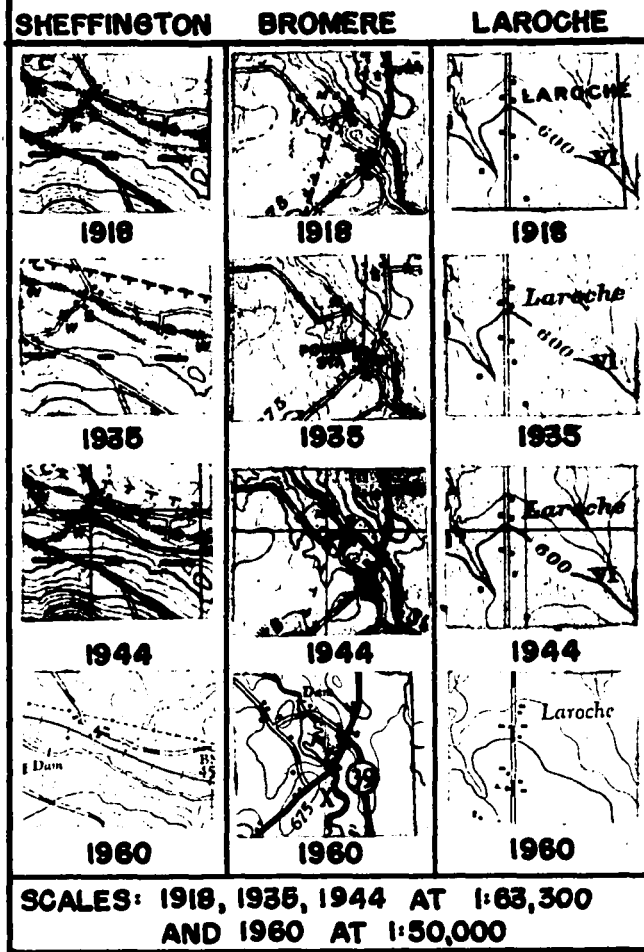 SHEFFINGTON BROMERE LAROCHE
LAROCHE
600
VI
1918 1918 1918
Laroche
600
VI
1935 1935 1935
Laroche
600
VI
1944 1944 1944
Dam
Dam
19
675
X
Laroche
1960 1960 1960
SCALES: 1918, 1935, 1944 AT 1:63,300
AND 1960 AT 1:50,000